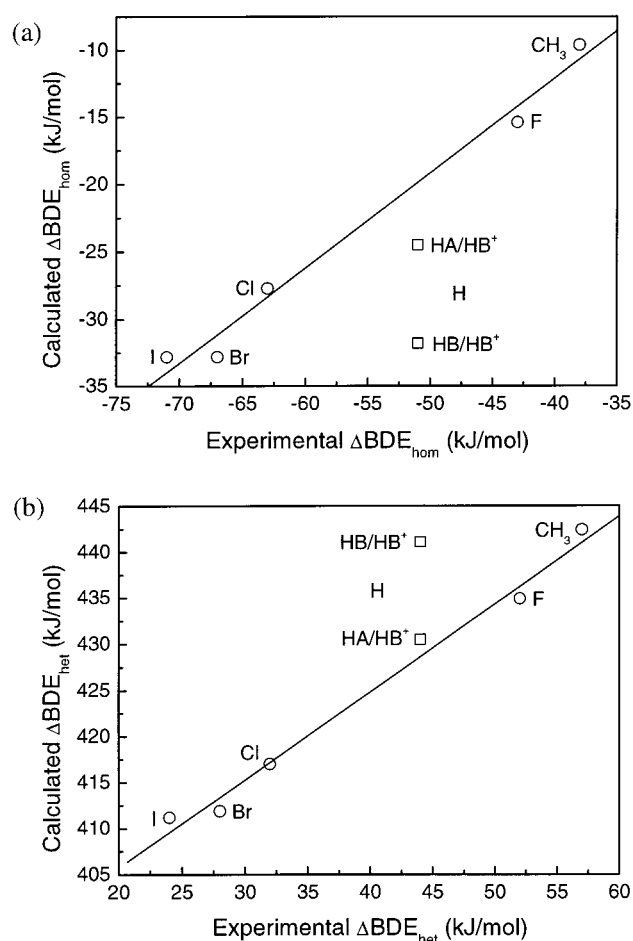 (a)
Calculated ΔBDE_hom (kJ/mol)
-10
-15
-20
-25
-30
-35
CH₃
F
HA/HB⁺
Cl
H
I
Br
HB/HB⁺
-75 -70 -65 -60 -55 -50 -45 -40 -35
Experimental ΔBDE_hom (kJ/mol)
(b)
Calculated ΔBDE_het (kJ/mol)
445
440
435
430
425
420
415
410
405
HB/HB⁺
CH₃
H
F
HA/HB⁺
Cl
I
Br
20 25 30 35 40 45 50 55 60
Experimental ΔBDE_het (kJ/mol)